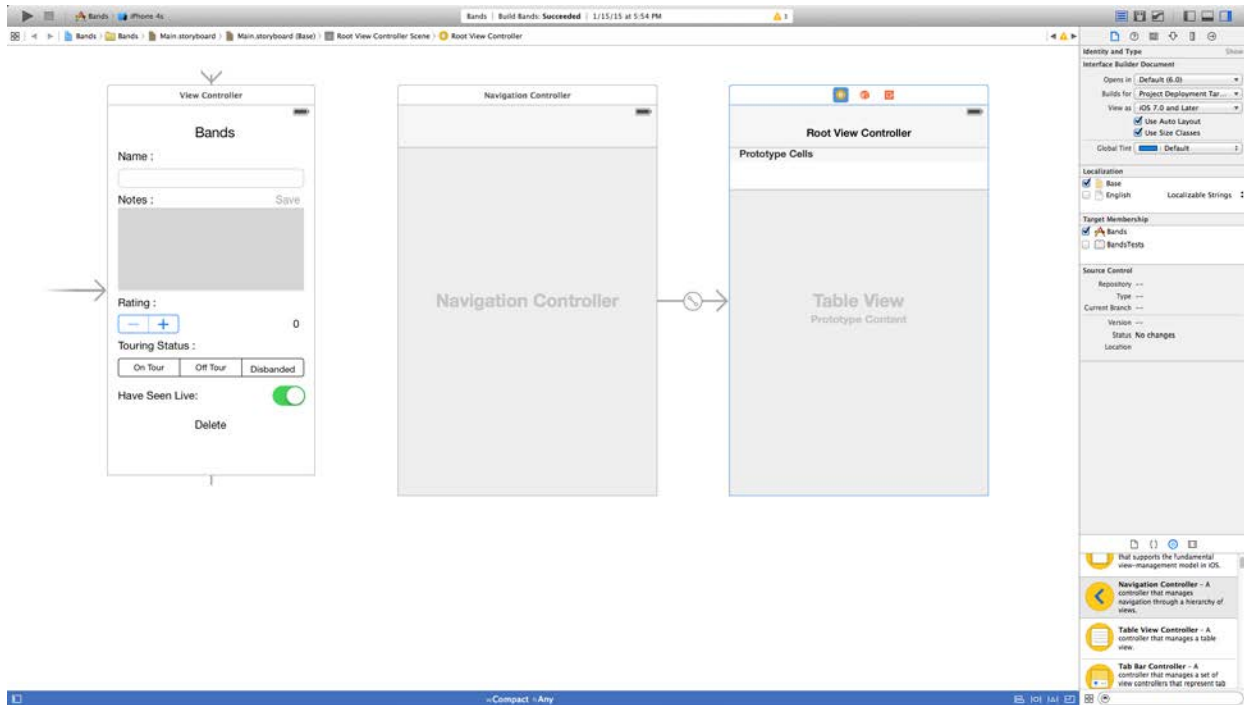 Bands
iPhone 4s
Bands | Build Bands: Succeeded | 1/15/15 at 5:54 PM
1
Bands
Bands
Main.storyboard
Main.storyboard (Base)
Root View Controller Scene
Root View Controller
View Controller
Bands
Name :
Notes :
Save
Rating :
0
Touring Status :
On Tour
Off Tour
Disbanded
Have Seen Live:
Delete
Navigation Controller
Navigation Controller
Root View Controller
Prototype Cells
Table View
Prototype Content
Identity and Type
Show
Interface Builder Document
Opens in Default (6.0)
Builds for Project Deployment Tar...
View as iOS 7.0 and Later
Use Auto Layout
Use Size Classes
Global Tint Default
Localization
Base
English
Localizable Strings
Target Membership
Bands
BandsTests
Source Control
Repository --
Type --
Current Branch --
Version --
Status No changes
Location
that supports the fundamental
view-management model in iOS.
Navigation Controller - A
controller that manages
navigation through a hierarchy of
views.
Table View Controller - A
controller that manages a table
view.
Tab Bar Controller - A
controller that manages a set of
view controllers that represent tab
wCompact hAny